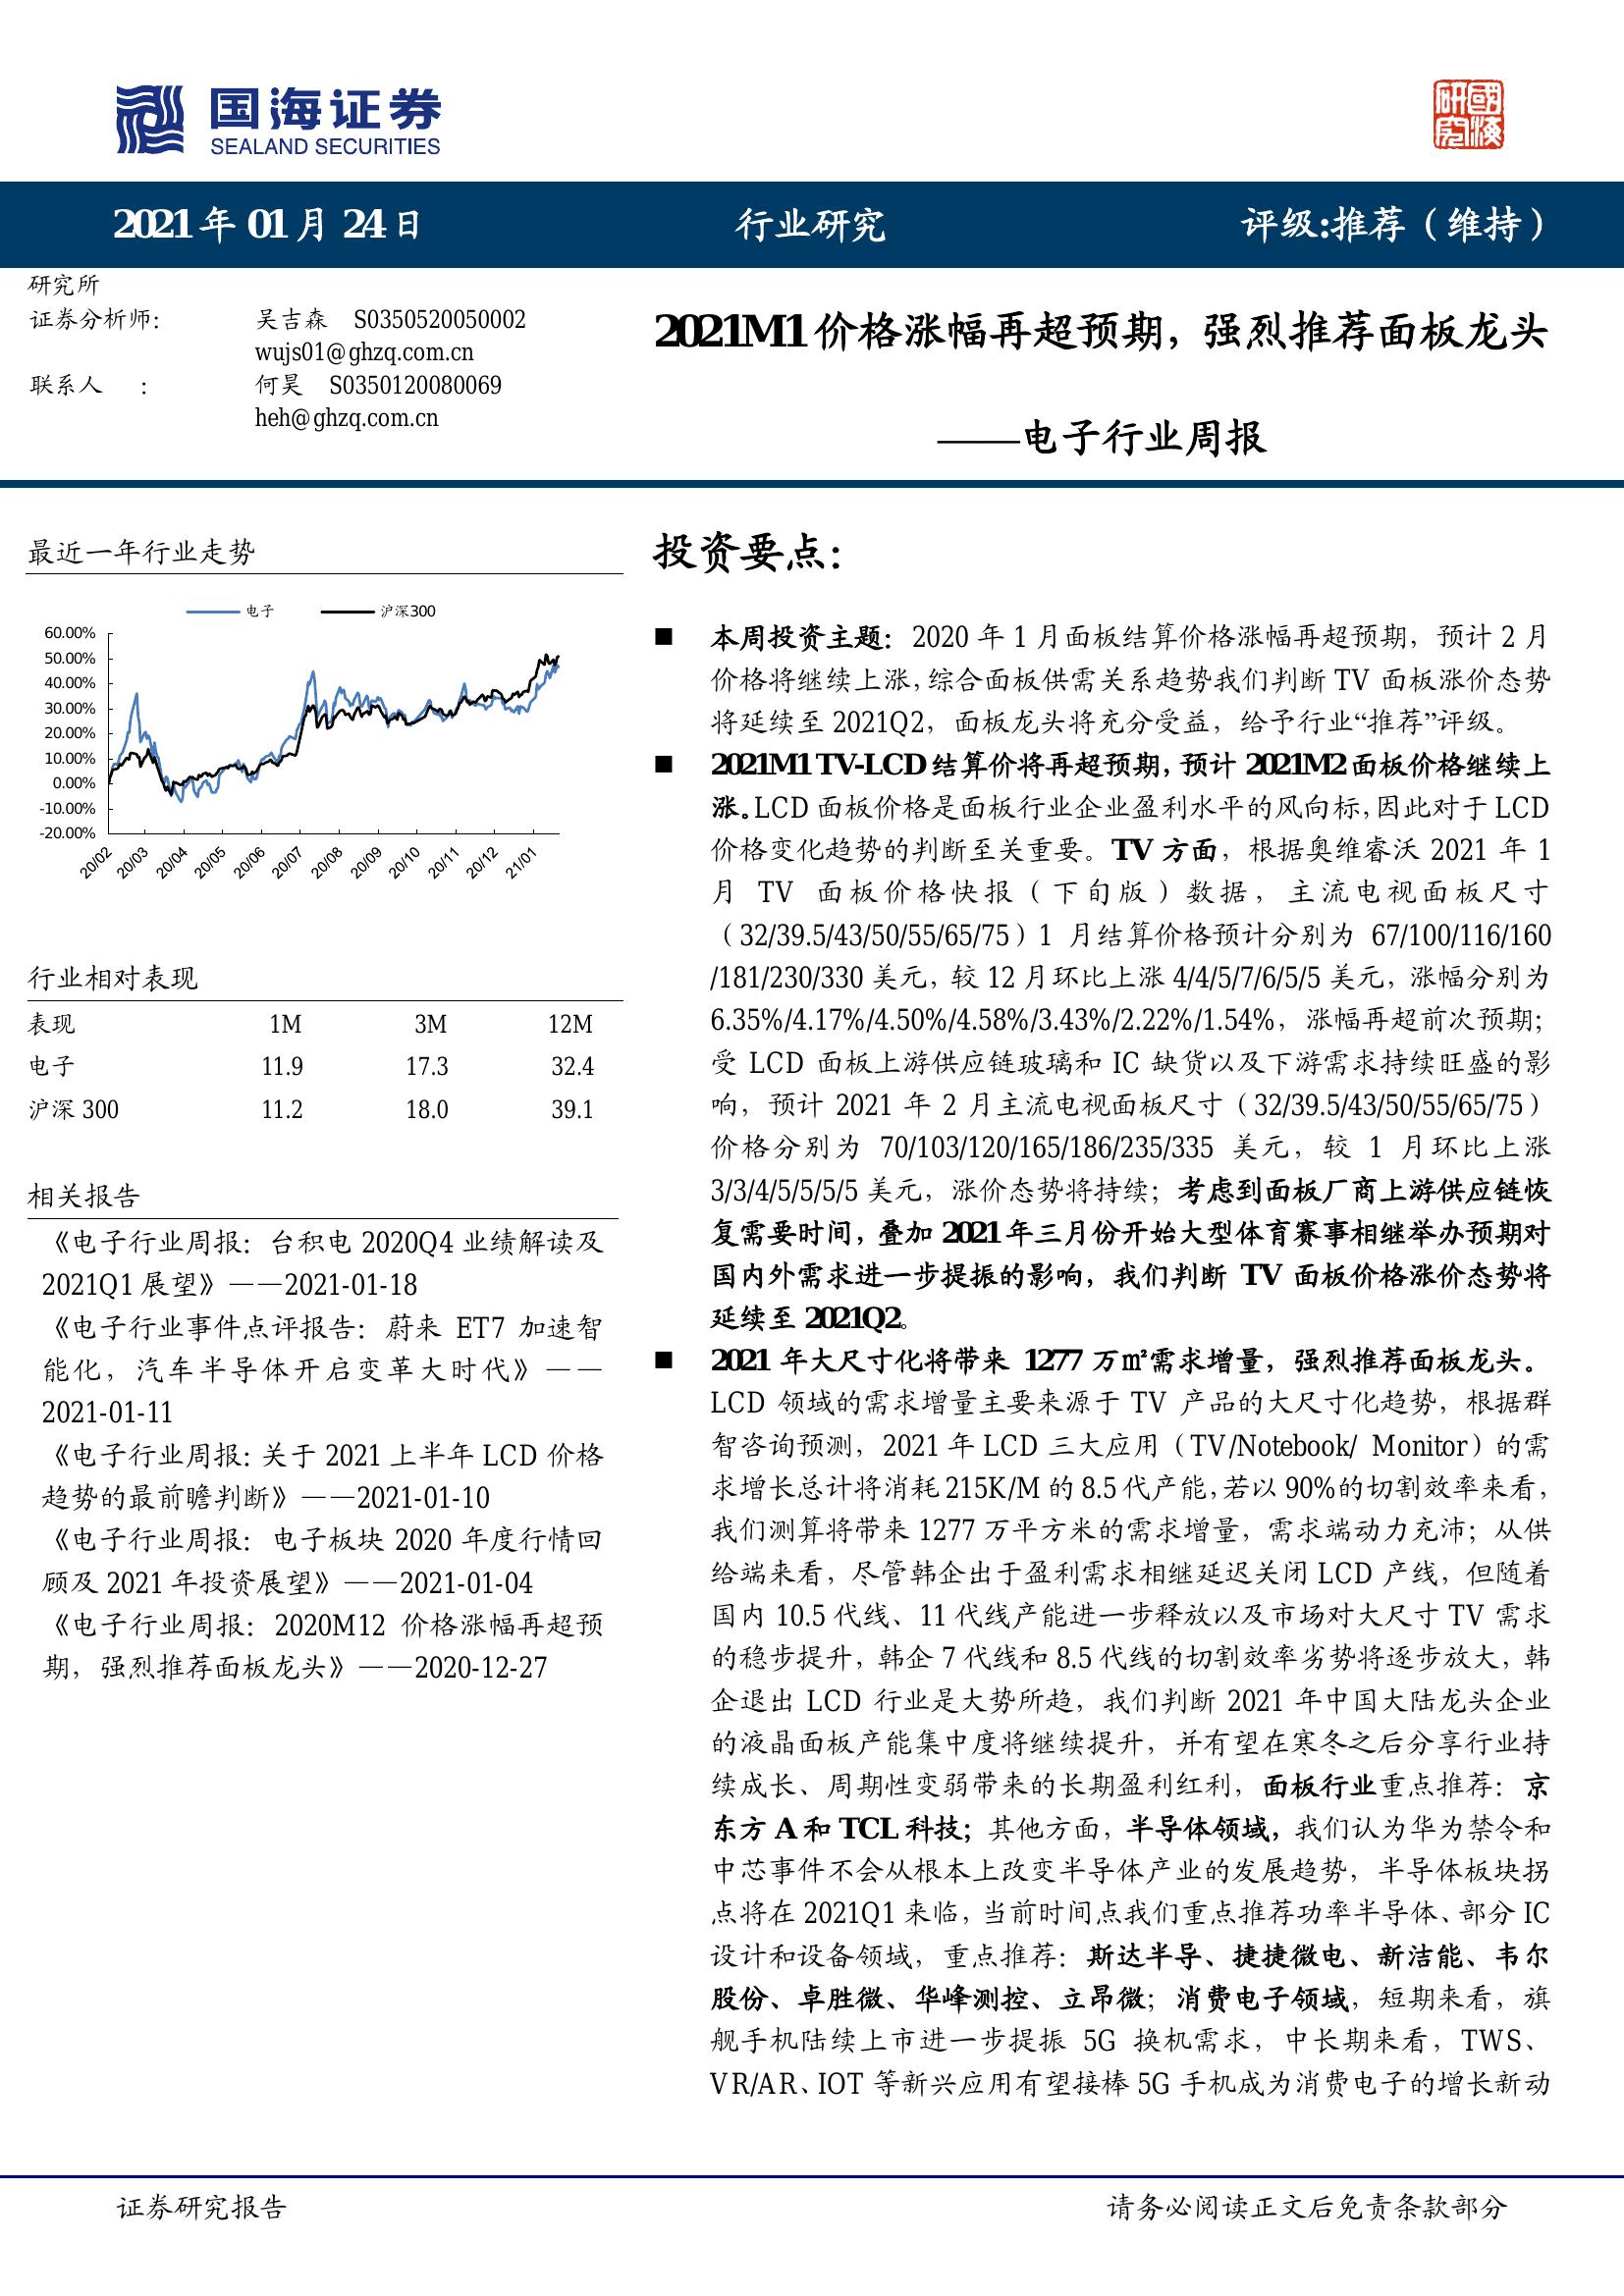 国海证券
SEALAND SECURITIES
研國
究海
2021 年 01 月 24 日
行业研究
评级:推荐（维持）
研究所
证券分析师: 吴吉森 S0350520050002
wujs01@ghzq.com.cn
联系人 : 何昊 S0350120080069
heh@ghzq.com.cn
2021M1 价格涨幅再超预期，强烈推荐面板龙头
——电子行业周报
最近一年行业走势
电子 沪深300
60.00%
50.00%
40.00%
30.00%
20.00%
10.00%
0.00%
-10.00%
-20.00%
20/02 20/03 20/04 20/05 20/06 20/07 20/08 20/09 20/10 20/11 20/12 21/01
行业相对表现
表现 1M 3M 12M
电子 11.9 17.3 32.4
沪深 300 11.2 18.0 39.1
相关报告
《电子行业周报：台积电 2020Q4 业绩解读及
2021Q1 展望》——2021-01-18
《电子行业事件点评报告：蔚来 ET7 加速智
能化，汽车半导体开启变革大时代》——
2021-01-11
《电子行业周报：关于 2021 上半年 LCD 价格
趋势的最前瞻判断》——2021-01-10
《电子行业周报：电子板块 2020 年度行情回
顾及 2021 年投资展望》——2021-01-04
《电子行业周报：2020M12 价格涨幅再超预
期，强烈推荐面板龙头》——2020-12-27
投资要点：
■ 本周投资主题：2020 年 1 月面板结算价格涨幅再超预期，预计 2 月
价格将继续上涨，综合面板供需关系趋势我们判断 TV 面板涨价态势
将延续至 2021Q2，面板龙头将充分受益，给予行业“推荐”评级。
■ 2021M1 TV-LCD 结算价将再超预期，预计 2021M2 面板价格继续上
涨。LCD 面板价格是面板行业企业盈利水平的风向标，因此对于 LCD
价格变化趋势的判断至关重要。TV 方面，根据奥维睿沃 2021 年 1
月 TV 面板价格快报（下旬版）数据，主流电视面板尺寸
（32/39.5/43/50/55/65/75）1 月结算价格预计分别为 67/100/116/160
/181/230/330 美元，较 12 月环比上涨 4/4/5/7/6/5/5 美元，涨幅分别为
6.35%/4.17%/4.50%/4.58%/3.43%/2.22%/1.54%，涨幅再超前次预期；
受 LCD 面板上游供应链玻璃和 IC 缺货以及下游需求持续旺盛的影
响，预计 2021 年 2 月主流电视面板尺寸（32/39.5/43/50/55/65/75）
价格分别为 70/103/120/165/186/235/335 美元，较 1 月环比上涨
3/3/4/5/5/5/5 美元，涨价态势将持续；考虑到面板厂商上游供应链恢
复需要时间，叠加 2021 年三月份开始大型体育赛事相继举办预期对
国内外需求进一步提振的影响，我们判断 TV 面板价格涨价态势将
延续至 2021Q2。
■ 2021 年大尺寸化将带来 1277 万㎡需求增量，强烈推荐面板龙头。
LCD 领域的需求增量主要来源于 TV 产品的大尺寸化趋势，根据群
智咨询预测，2021 年 LCD 三大应用（TV/Notebook/ Monitor）的需
求增长总计将消耗 215K/M 的 8.5 代产能，若以 90%的切割效率来看，
我们测算将带来 1277 万平方米的需求增量，需求端动力充沛；从供
给端来看，尽管韩企出于盈利需求相继延迟关闭 LCD 产线，但随着
国内 10.5 代线、11 代线产能进一步释放以及市场对大尺寸 TV 需求
的稳步提升，韩企 7 代线和 8.5 代线的切割效率劣势将逐步放大，韩
企退出 LCD 行业是大势所趋，我们判断 2021 年中国大陆龙头企业
的液晶面板产能集中度将继续提升，并有望在寒冬之后分享行业持
续成长、周期性变弱带来的长期盈利红利，面板行业重点推荐：京
东方 A 和 TCL 科技；其他方面，半导体领域，我们认为华为禁令和
中芯事件不会从根本上改变半导体产业的发展趋势，半导体板块拐
点将在 2021Q1 来临，当前时间点我们重点推荐功率半导体、部分 IC
设计和设备领域，重点推荐：斯达半导、捷捷微电、新洁能、韦尔
股份、卓胜微、华峰测控、立昂微；消费电子领域，短期来看，旗
舰手机陆续上市进一步提振 5G 换机需求，中长期来看，TWS、
VR/AR、IOT 等新兴应用有望接棒 5G 手机成为消费电子的增长新动
证券研究报告
请务必阅读正文后免责条款部分